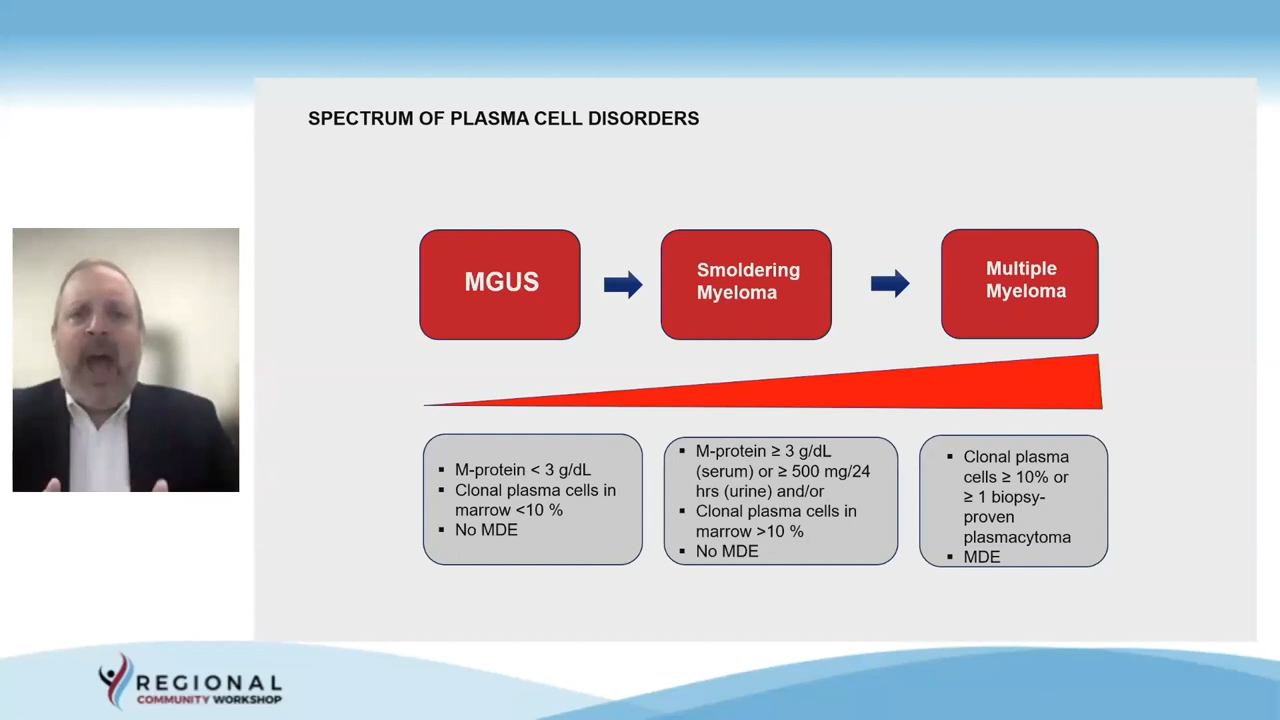 SPECTRUM OF PLASMA CELL DISORDERS
MGUS
Smoldering
Myeloma
Multiple
Myeloma
▪ M-protein < 3 g/dL
▪ Clonal plasma cells in
marrow <10 %
▪ No MDE
▪ M-protein ≥ 3 g/dL
(serum) or ≥ 500 mg/24
hrs (urine) and/or
▪ Clonal plasma cells in
marrow >10 %
▪ No MDE
▪ Clonal plasma
cells ≥ 10% or
≥ 1 biopsy-
proven
plasmacytoma
▪ MDE
REGIONAL
COMMUNITY WORKSHOP